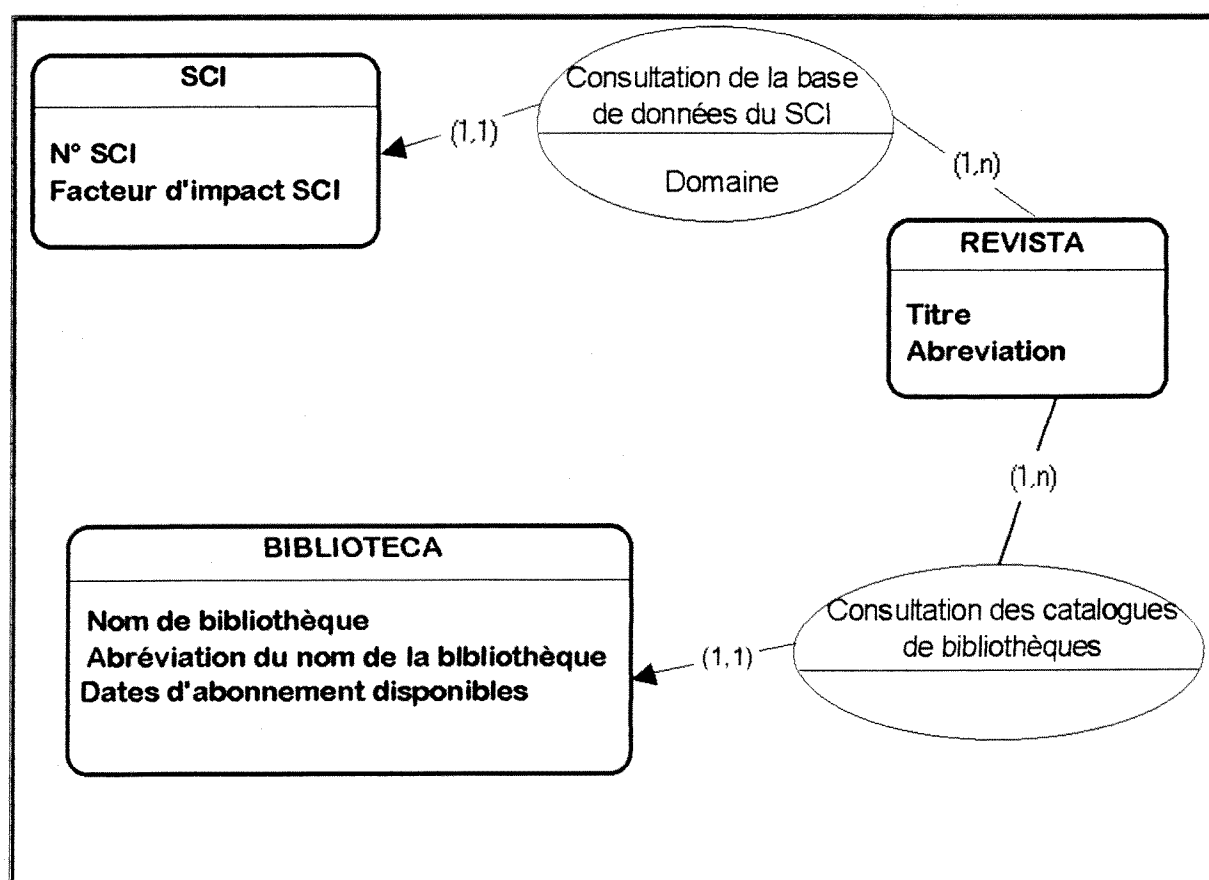 SCI
N° SCI
Facteur d'impact SCI
(1,1)
Consultation de la base
de données du SCI
Domaine
(1,n)
REVISTA
Titre
Abreviation
(1,n)
BIBLIOTECA
Nom de bibliothèque
Abréviation du nom de la bibliothèque
Dates d'abonnement disponibles
(1,1)
Consultation des catalogues
de bibliothèques